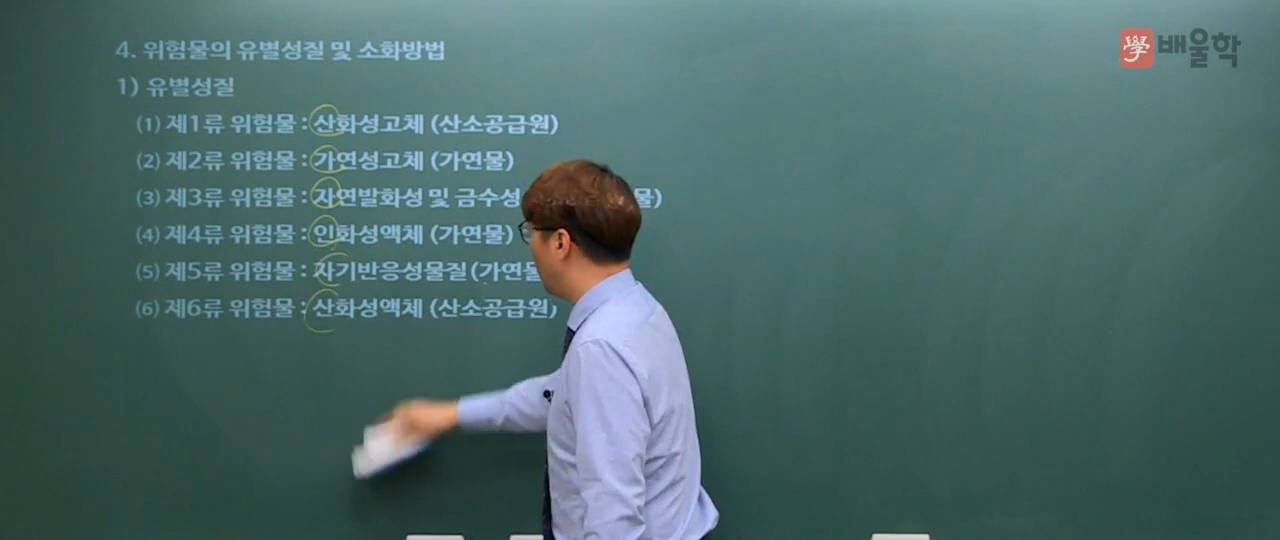 4. 위험물의 유별성질 및 소화방법
學 배울학
1) 유별성질
(1) 제1류 위험물 : 산화성고체 (산소공급원)
(2) 제2류 위험물 : 가연성고체 (가연물)
(3) 제3류 위험물 : 자연발화성 및 금수성 물)
(4) 제4류 위험물 : 인화성액체 (가연물)
(5) 제5류 위험물 : 자기반응성물질 (가연물
(6) 제6류 위험물 : 산화성액체 (산소공급원)